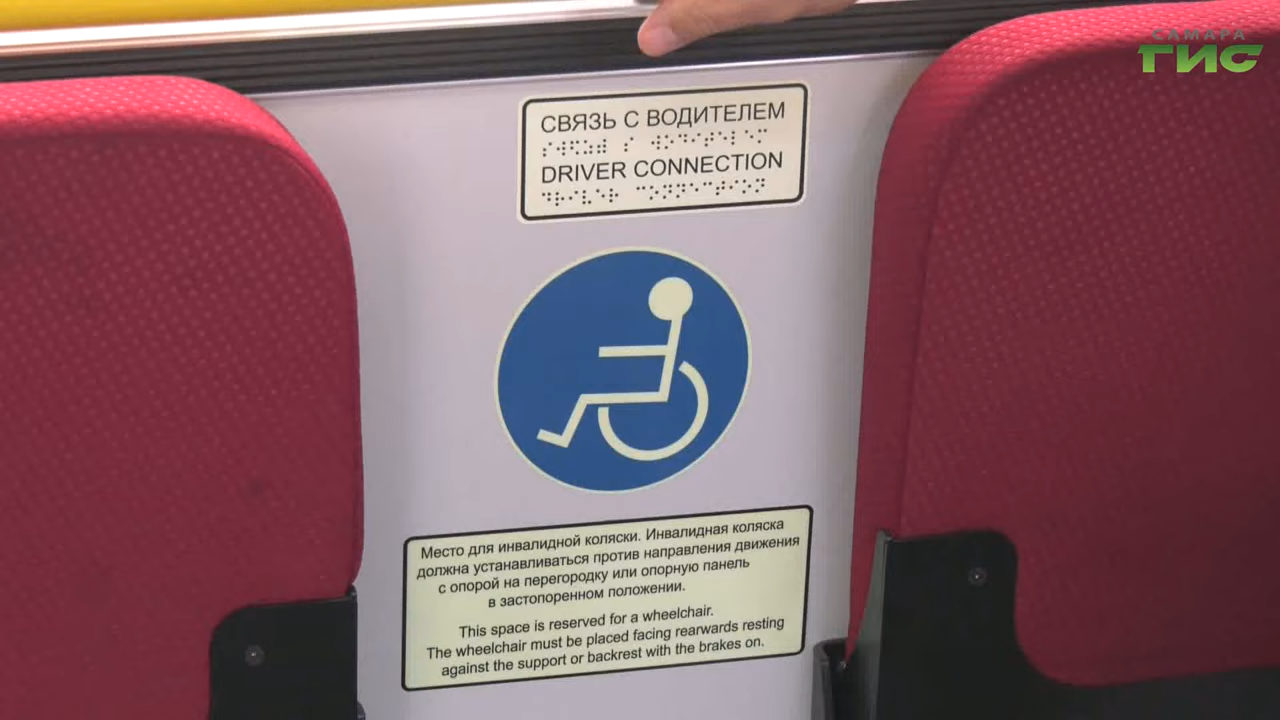 САМАРА
ГИС
СВЯЗЬ С ВОДИТЕЛЕМ
DRIVER CONNECTION
Место для инвалидной коляски. Инвалидная коляска
должна устанавливаться против направления движения
с опорой на перегородку или опорную панель
в застопоренном положении.
This space is reserved for a wheelchair.
The wheelchair must be placed facing rearwards resting
against the support or backrest with the brakes on.